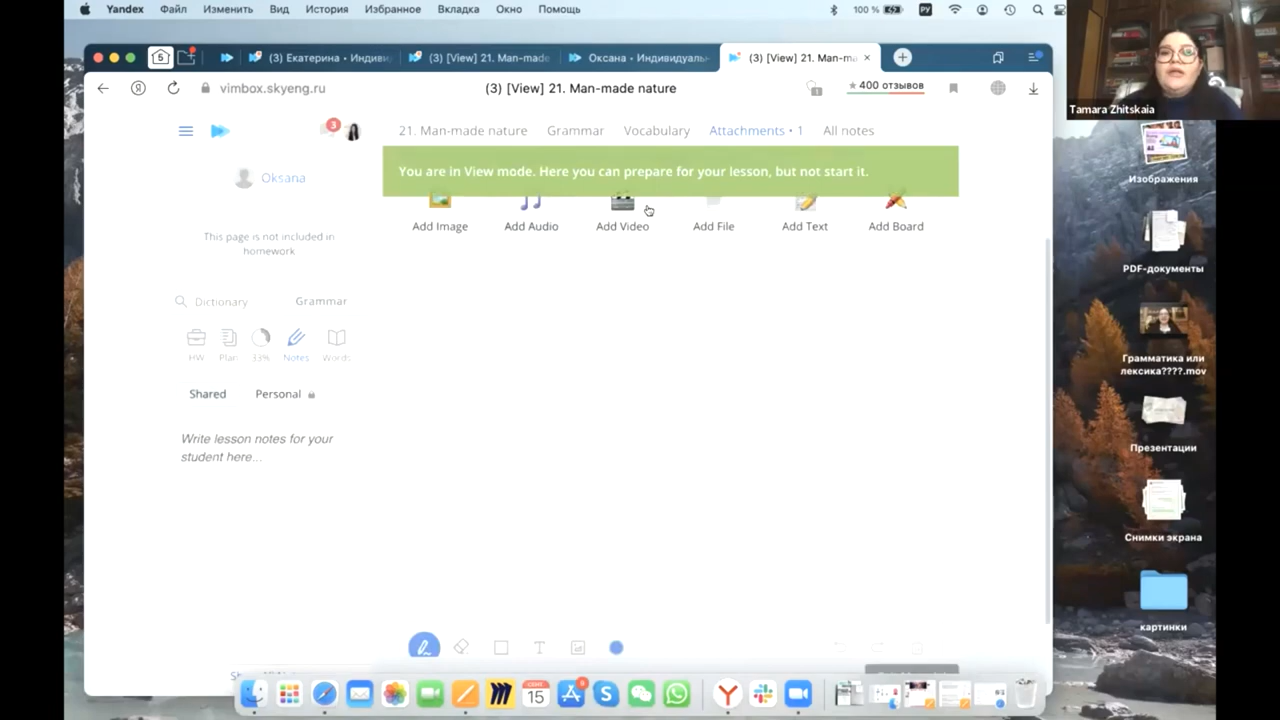 Yandex Файл Изменить Вид История Избранное Вкладка Окно Помощь 100 % РУ
5 (3) Екатерина • Индиви (3) [View] 21. Man-made Оксана • Индивидуаль (3) [View] 21. Man-ma
vimbox.skyeng.ru (3) [View] 21. Man-made nature 400 отзывов
Tamara Zhitskaia
3
21. Man-made nature Grammar Vocabulary Attachments • 1 All notes
You are in View mode. Here you can prepare for your lesson, but not start it.
Oksana
Add Image Add Audio Add Video Add File Add Text Add Board
This page is not included in
homework
Dictionary Grammar
HW Plan 33% Notes Words
Shared Personal
Write lesson notes for your
student here...
Изображения
PDF-документы
Грамматика или
лексика????.mov
Презентации
Снимки экрана
картинки
15